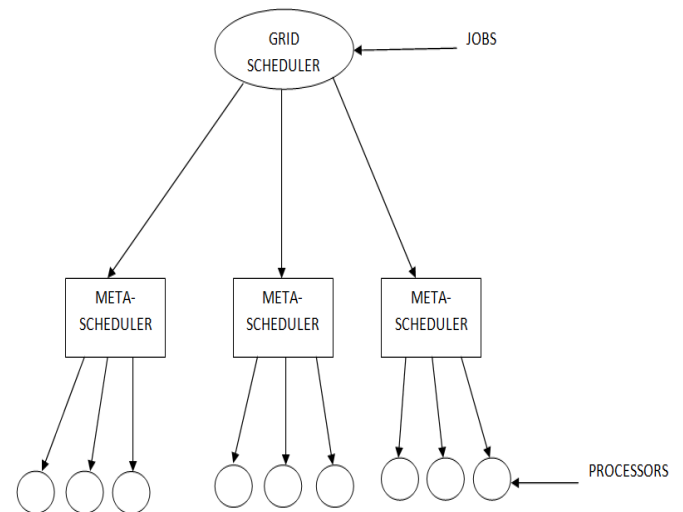 GRID
SCHEDULER
JOBS
META-
SCHEDULER
META-
SCHEDULER
META-
SCHEDULER
PROCESSORS